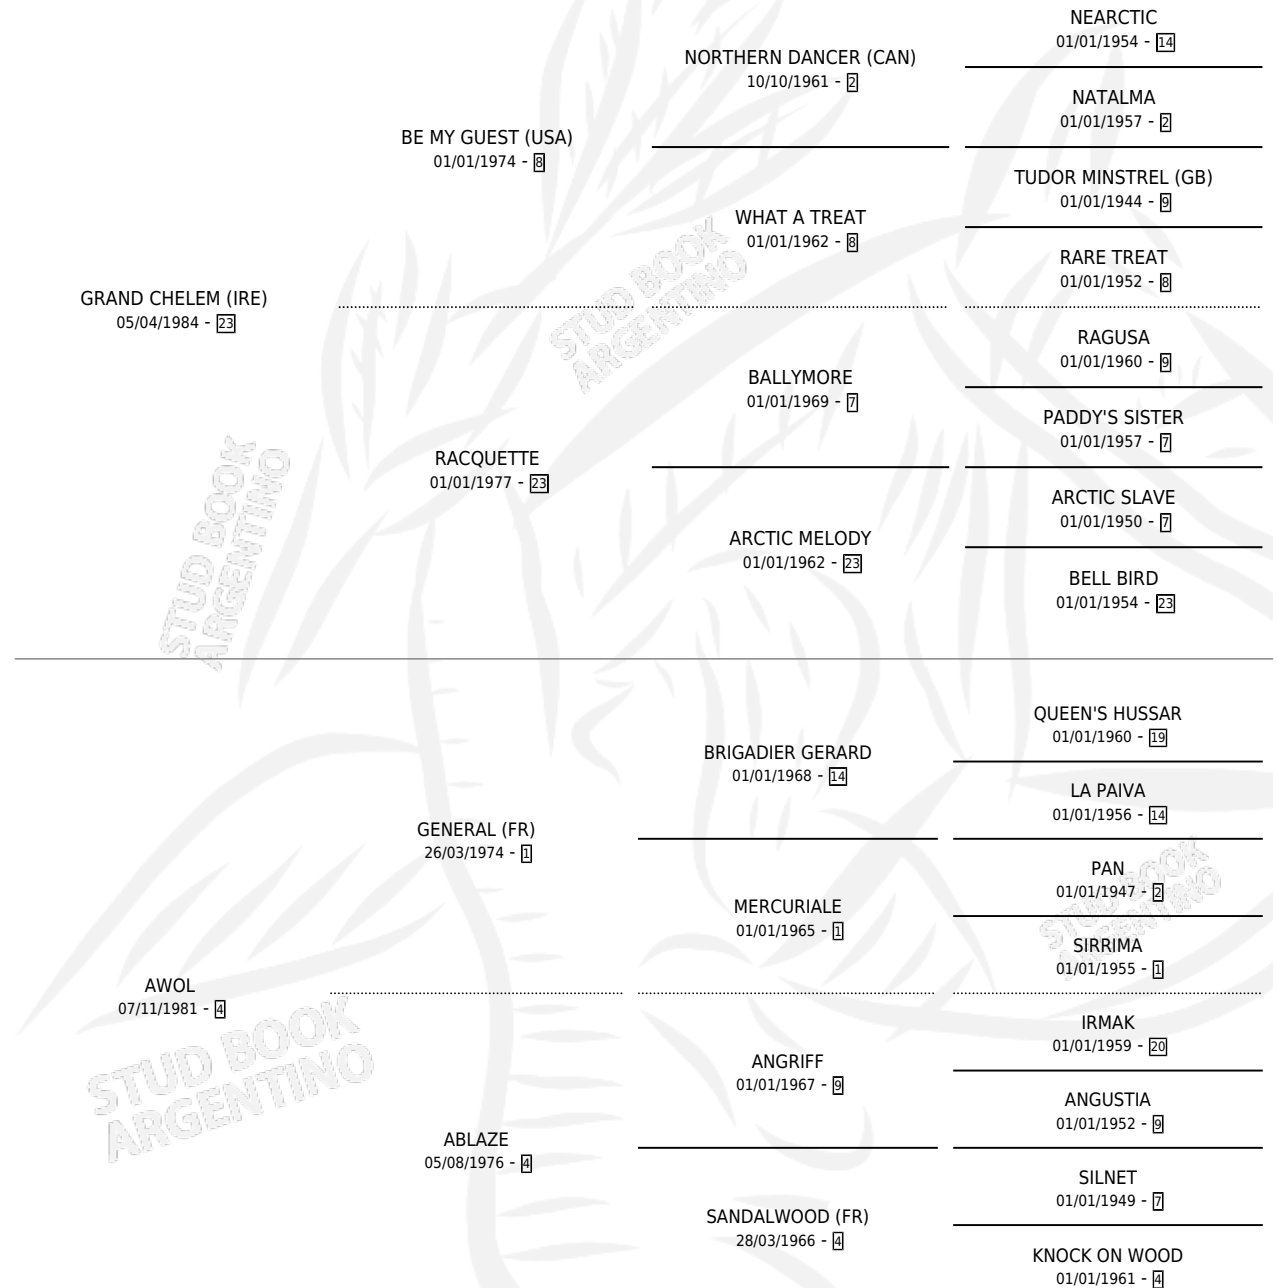 NEARCTIC
01/01/1954 - 14
NORTHERN DANCER (CAN)
10/10/1961 - 2
NATALMA
01/01/1957 - 2
BE MY GUEST (USA)
01/01/1974 - 8
TUDOR MINSTREL (GB)
01/01/1944 - 9
WHAT A TREAT
01/01/1962 - 8
RARE TREAT
01/01/1952 - 8
GRAND CHELEM (IRE)
05/04/1984 - 23
STUD BOOK
ARGENTINO
RAGUSA
01/01/1960 - 9
BALLYMORE
01/01/1969 - 7
PADDY'S SISTER
01/01/1957 - 7
RACQUETTE
01/01/1977 - 23
ARCTIC SLAVE
01/01/1950 - 7
ARCTIC MELODY
01/01/1962 - 23
BELL BIRD
01/01/1954 - 23
STUD BOOK
ARGENTINO
QUEEN'S HUSSAR
01/01/1960 - 19
BRIGADIER GERARD
01/01/1968 - 14
LA PAIVA
01/01/1956 - 14
GENERAL (FR)
26/03/1974 - 1
PAN
01/01/1947 - 2
MERCURIALE
01/01/1965 - 1
STUD BOOK
ARGENTINO
SIRRIMA
01/01/1955 - 1
AWOL
07/11/1981 - 4
IRMAK
01/01/1959 - 20
ANGRIFF
01/01/1967 - 9
STUD BOOK
ARGENTINO
ANGUSTIA
01/01/1952 - 9
ABLAZE
05/08/1976 - 4
SILNET
01/01/1949 - 7
SANDALWOOD (FR)
28/03/1966 - 4
KNOCK ON WOOD
01/01/1961 - 4